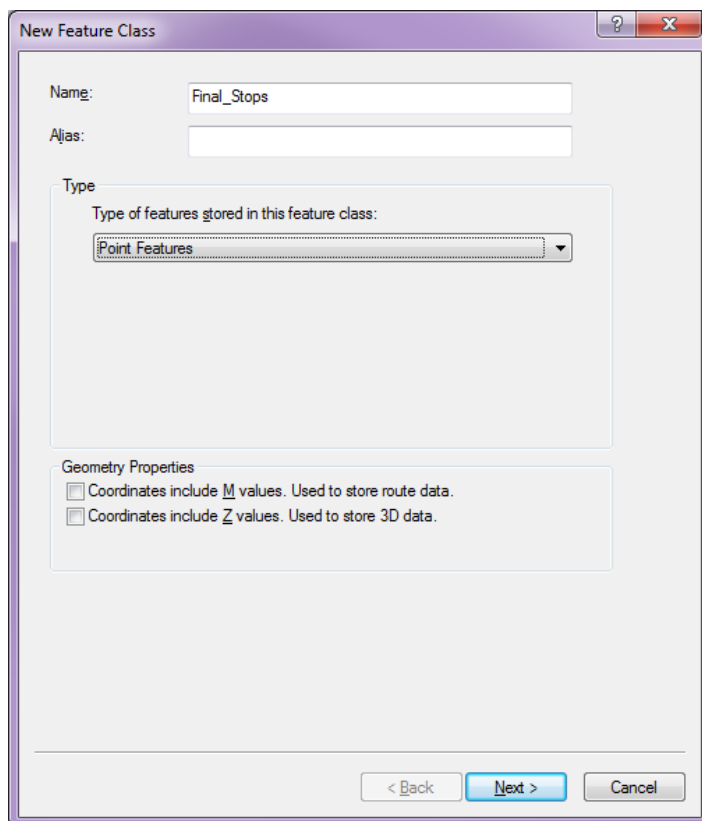 New Feature Class
?
X
Name:
Final_Stops
Alias:
Type
Type of features stored in this feature class:
Point Features
Geometry Properties
Coordinates include M values. Used to store route data.
Coordinates include Z values. Used to store 3D data.
< Back
Next >
Cancel